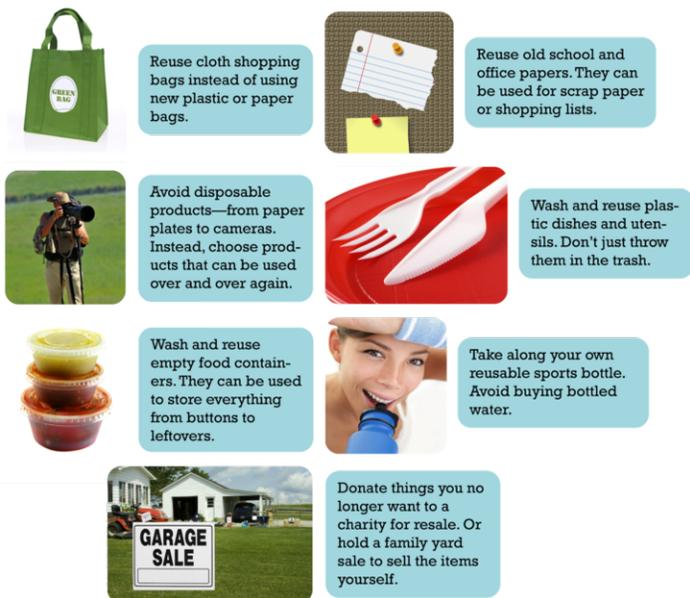 GREEN
BAG
Reuse cloth shopping
bags instead of using
new plastic or paper
bags.
Reuse old school and
office papers. They can
be used for scrap paper
or shopping lists.
Avoid disposable
products—from paper
plates to cameras.
Instead, choose prod-
ucts that can be used
over and over again.
Wash and reuse plas-
tic dishes and uten-
sils. Don't just throw
them in the trash.
Wash and reuse
empty food contain-
ers. They can be used
to store everything
from buttons to
leftovers.
Take along your own
reusable sports bottle.
Avoid buying bottled
water.
GARAGE
SALE
Donate things you no
longer want to a
charity for resale. Or
hold a family yard
sale to sell the items
yourself.